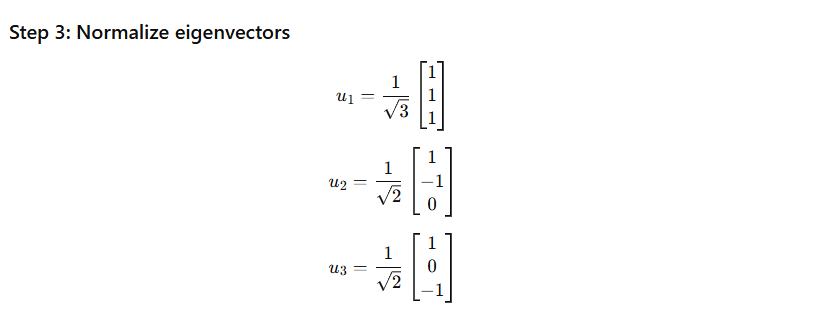 Step 3: Normalize eigenvectors
u₁ = 1/√3 [1 1 1]
u₂ = 1/√2 [1 −1 0]
u₃ = 1/√2 [1 0 −1]